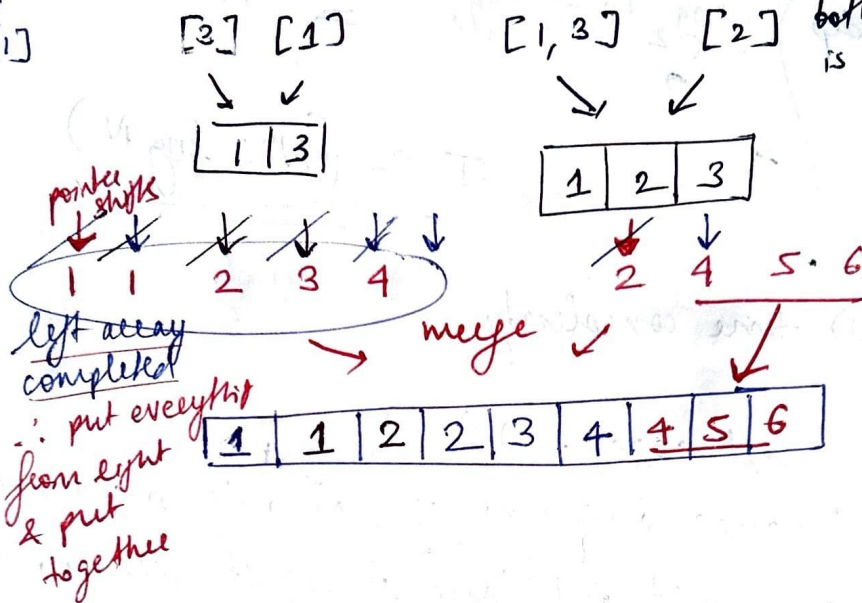 1]
[3] [1]
[1,3] [2] bot
is
1 3
1 2 3
pointer
shifts
1 1 2 3 4
2 4 5. 6
left array
completed
merge
∴ put everythin
from right
& put
together
1 1 2 2 3 4 4 5 6